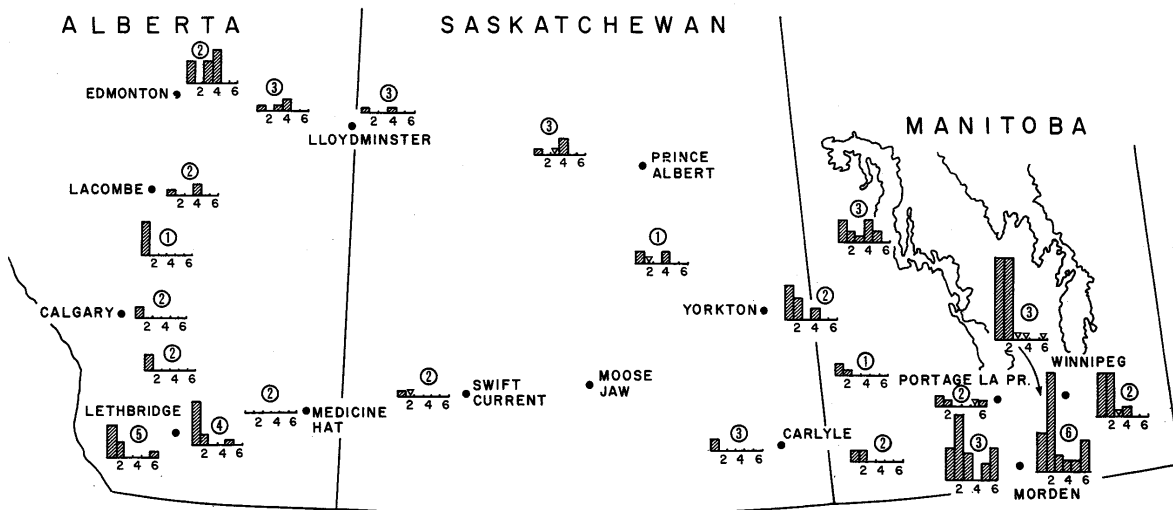 ALBERTA
SASKATCHEWAN
MANITOBA
②
2 4 6
EDMONTON
③
2 4 6
③
2 4 6
LLOYDMINSTER
③
2 4 6
PRINCE
ALBERT
LACOMBE
②
2 4 6
①
2 4 6
①
2 4 6
③
2 4 6
CALGARY
②
2 4 6
YORKTON
②
2 4 6
③
2 4 6
②
2 4 6
①
2 4 6
WINNIPEG
②
2 4 6
PORTAGE LA PR.
②
2 4 6
LETHBRIDGE
⑤
2 4 6
④
2 4 6
②
2 4 6
MEDICINE
HAT
②
2 4 6
SWIFT
CURRENT
MOOSE
JAW
③
2 4 6
CARLYLE
②
2 4 6
③
2 4 6
MORDEN
⑥
2 4 6